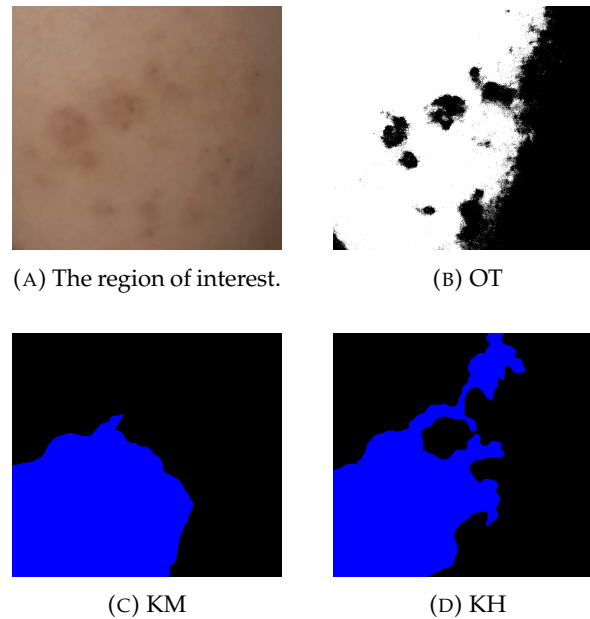 (A) The region of interest.
(B) OT
(C) KM
(D) KH